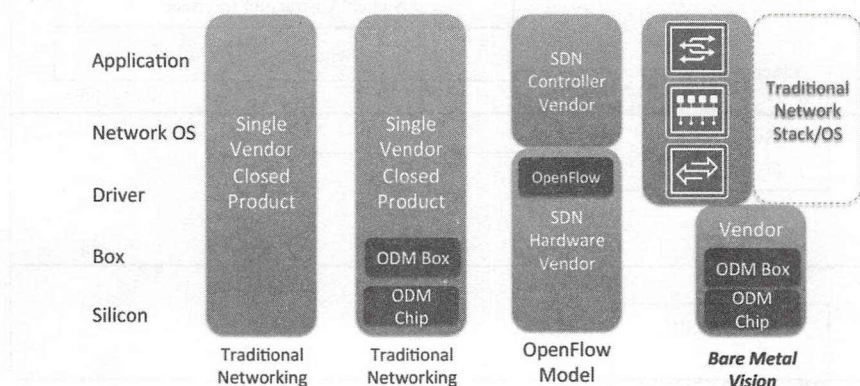 Application
Network OS
Driver
Box
Silicon
Single
Vendor
Closed
Product
Traditional
Networking
Single
Vendor
Closed
Product
ODM Box
ODM
Chip
Traditional
Networking
SDN
Controller
Vendor
OpenFlow
SDN
Hardware
Vendor
OpenFlow
Model
Traditional
Network
Stack/OS
Vendor
ODM Box
ODM
Chip
Bare Metal
Vision